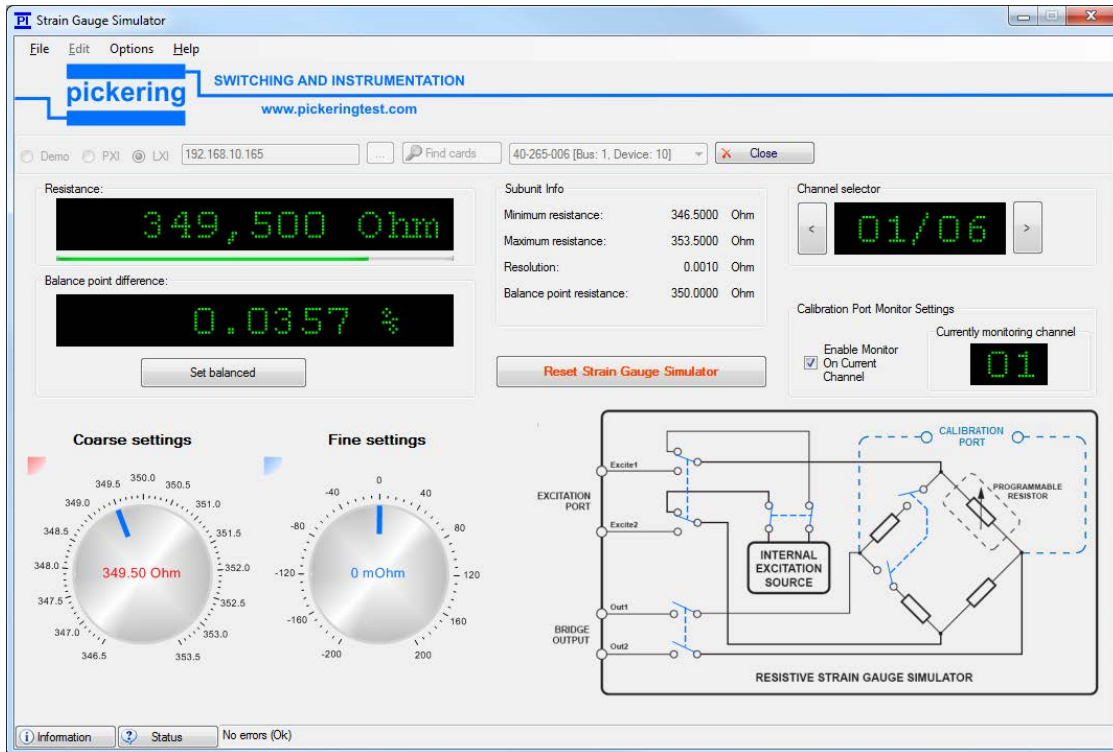 PI Strain Gauge Simulator
File Edit Options Help
pickering
SWITCHING AND INSTRUMENTATION
www.pickeringtest.com
Demo PXI LXI 192.168.10.165 ... Find cards 40-265-006 [Bus: 1, Device: 10] Close
Resistance:
349,500 Ohm
Balance point difference:
0.0357 %
Set balanced
Subunit Info
Minimum resistance: 346.5000 Ohm
Maximum resistance: 353.5000 Ohm
Resolution: 0.0010 Ohm
Balance point resistance: 350.0000 Ohm
Reset Strain Gauge Simulator
Channel selector
< 01/06 >
Calibration Port Monitor Settings
Enable Monitor
On Current
Channel
Currently monitoring channel
01
Coarse settings
346.5
347.0
347.5
348.0
348.5
349.0
349.5
350.0
350.5
351.0
351.5
352.0
352.5
353.0
353.5
349.50 Ohm
Fine settings
-200
-160
-120
-80
-40
0
40
80
120
160
200
0 mOhm
CALIBRATION
PORT
Excite1
EXCITATION
PORT
Excite2
PROGRAMMABLE
RESISTOR
INTERNAL
EXCITATION
SOURCE
Out1
BRIDGE
OUTPUT
Out2
RESISTIVE STRAIN GAUGE SIMULATOR
Information Status No errors (Ok)